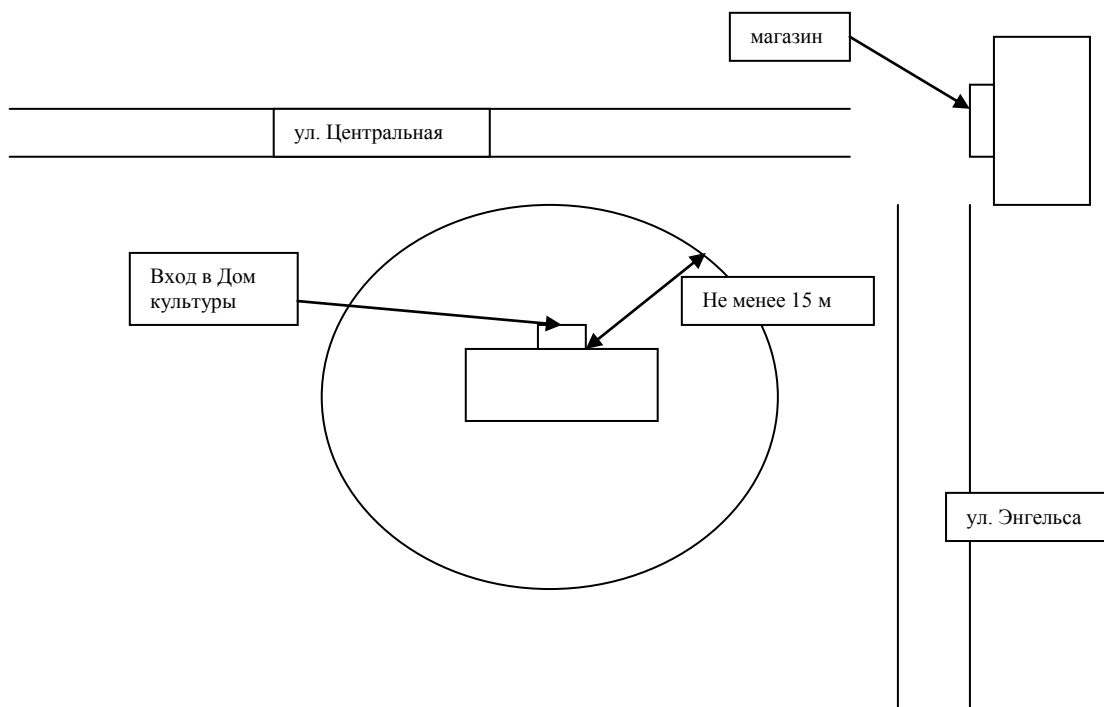 магазин
ул. Центральная
Вход в Дом
культуры
Не менее 15 м
ул. Энгельса